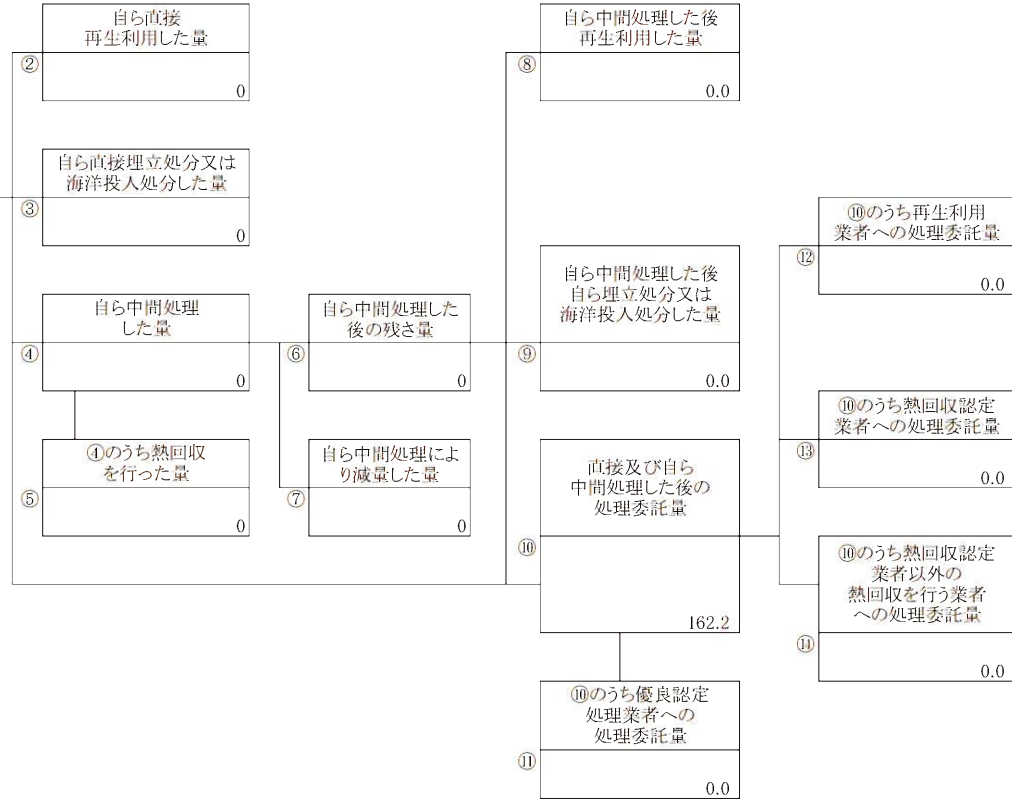 自ら直接
再生利用した量
②
0
自ら中間処理した後
再生利用した量
⑧
0.0
自ら直接埋立処分又は
海洋投入処分した量
③
0
⑩のうち再生利用
業者への処理委託量
⑫
0.0
自ら中間処理した後
自ら埋立処分又は
海洋投入処分した量
⑨
0.0
自ら中間処理
した量
④
0
自ら中間処理した
後の残さ量
⑥
0
⑩のうち熱回収認定
業者への処理委託量
⑬
0.0
④のうち熱回収
を行った量
⑤
0
自ら中間処理によ
り減量した量
⑦
0
直接及び自ら
中間処理した後の
処理委託量
⑩
162.2
⑩のうち熱回収認定
業者以外の
熱回収を行う業者
への処理委託量
⑭
0.0
⑩のうち優良認定
処理業者への
処理委託量
⑪
0.0